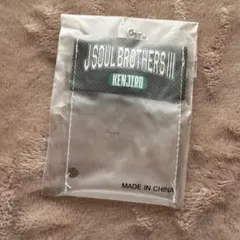 J SOUL BROTHERS III
KENJIRO
MADE IN CHINA